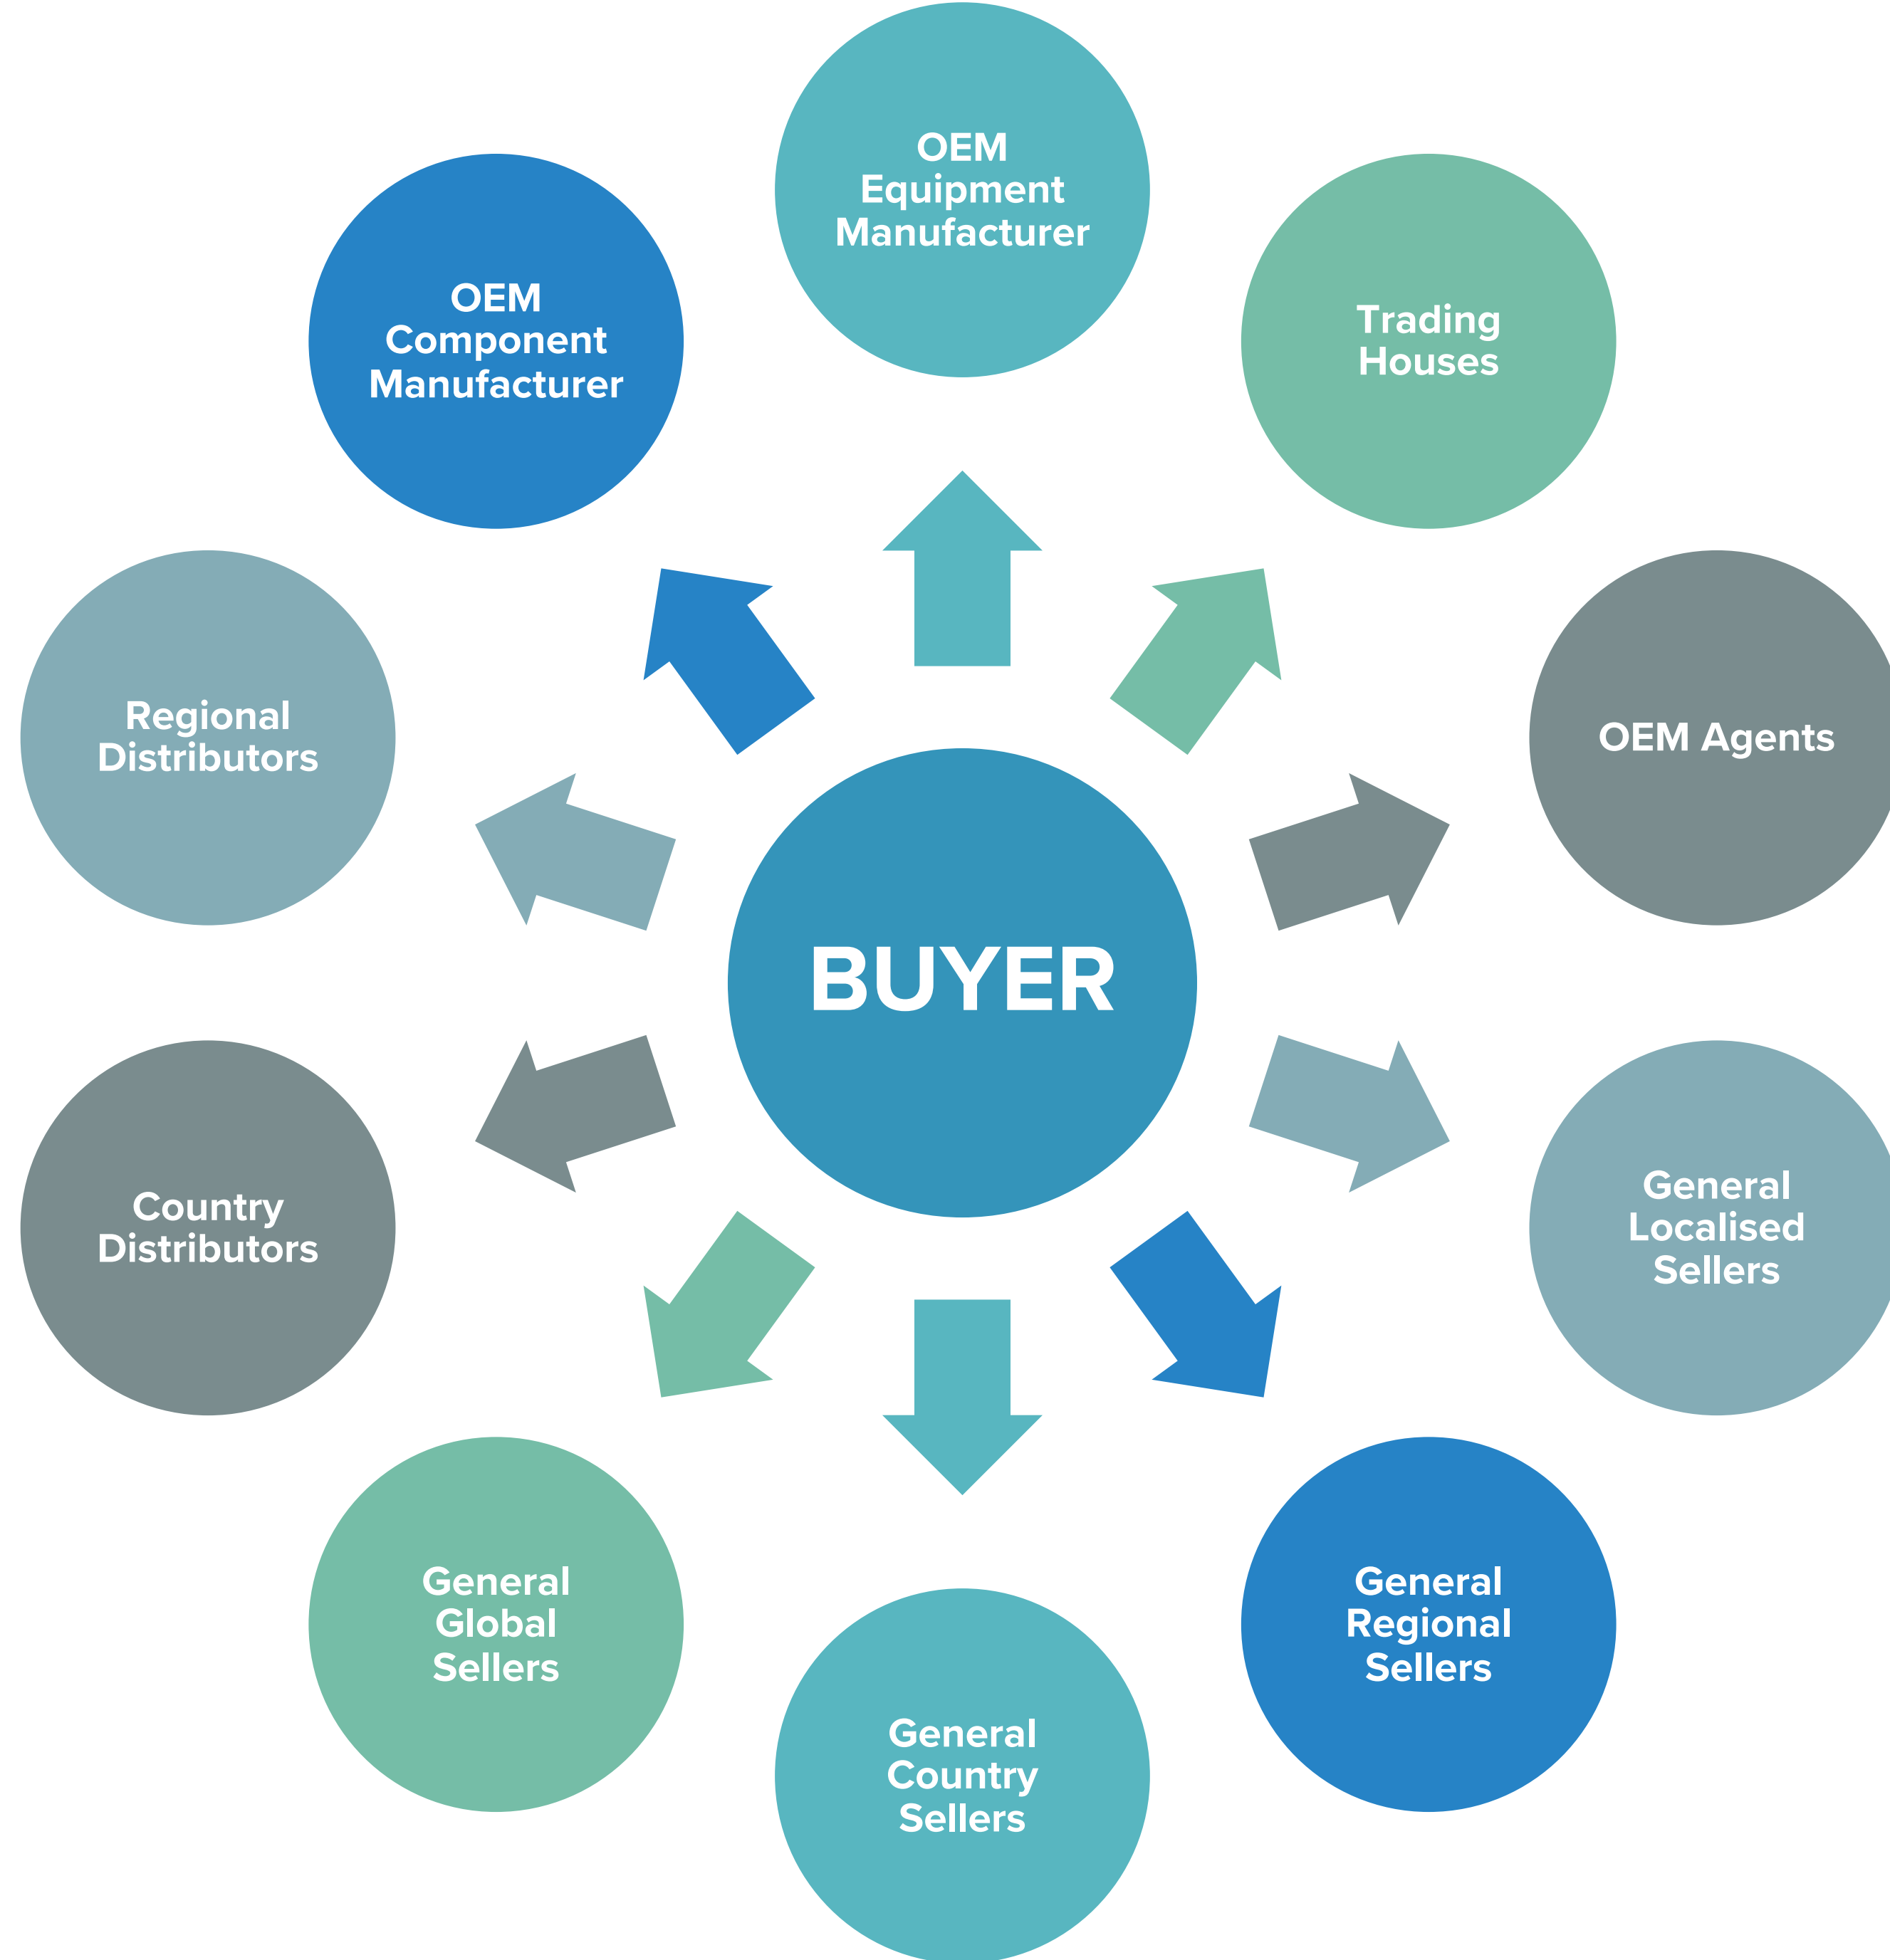 OEM
Equipment
Manufacturer
OEM
Component
Manufacturer
Trading
Houses
Regional
Distributors
OEM Agents
BUYER
Country
Distributors
General
Localised
Sellers
General
Global
Sellers
General
Regional
Sellers
General
Country
Sellers